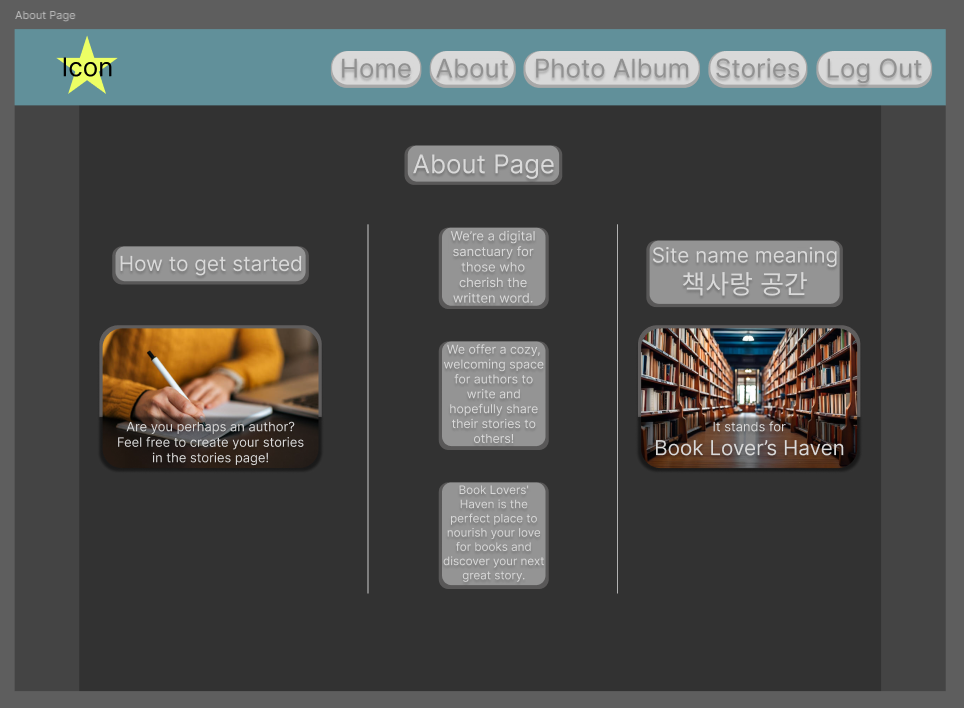 About Page
Icon
Home
About
Photo Album
Stories
Log Out
About Page
How to get started
Are you perhaps an author?
Feel free to create your stories
in the stories page!
We’re a digital
sanctuary for
those who
cherish the
written word.
We offer a cozy,
welcoming space
for authors to
write and
hopefully share
their stories to
others!
Book Lovers'
Haven is the
perfect place to
nourish your love
for books and
discover your next
great story.
Site name meaning
책사랑 공간
It stands for
Book Lover’s Haven